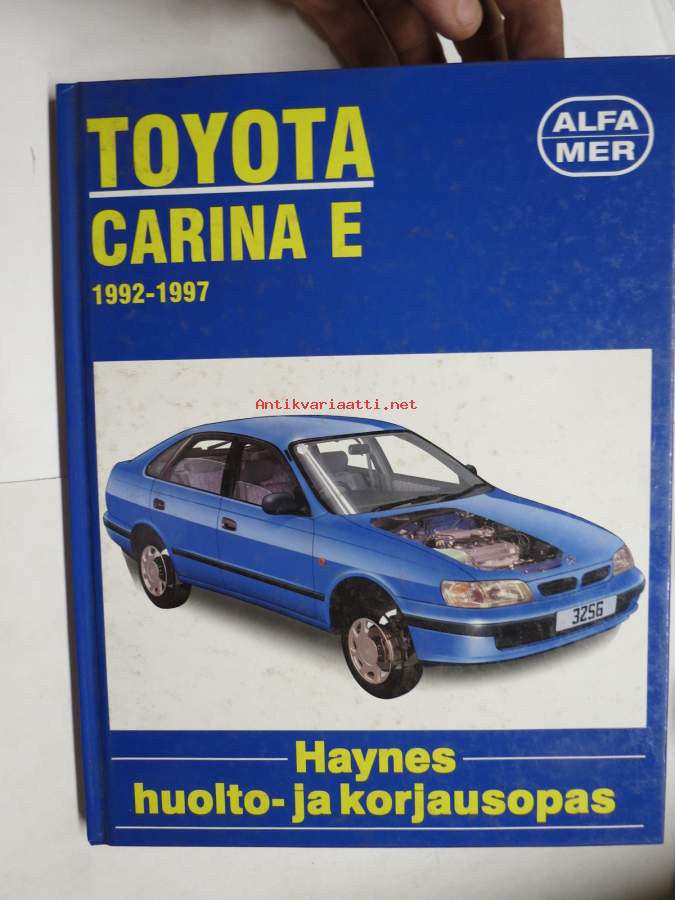 TOYOTA
ALFA
MER
CARINA E
1992-1997
Antikvariaatti.net
3256
Haynes
huolto- ja korjausopas